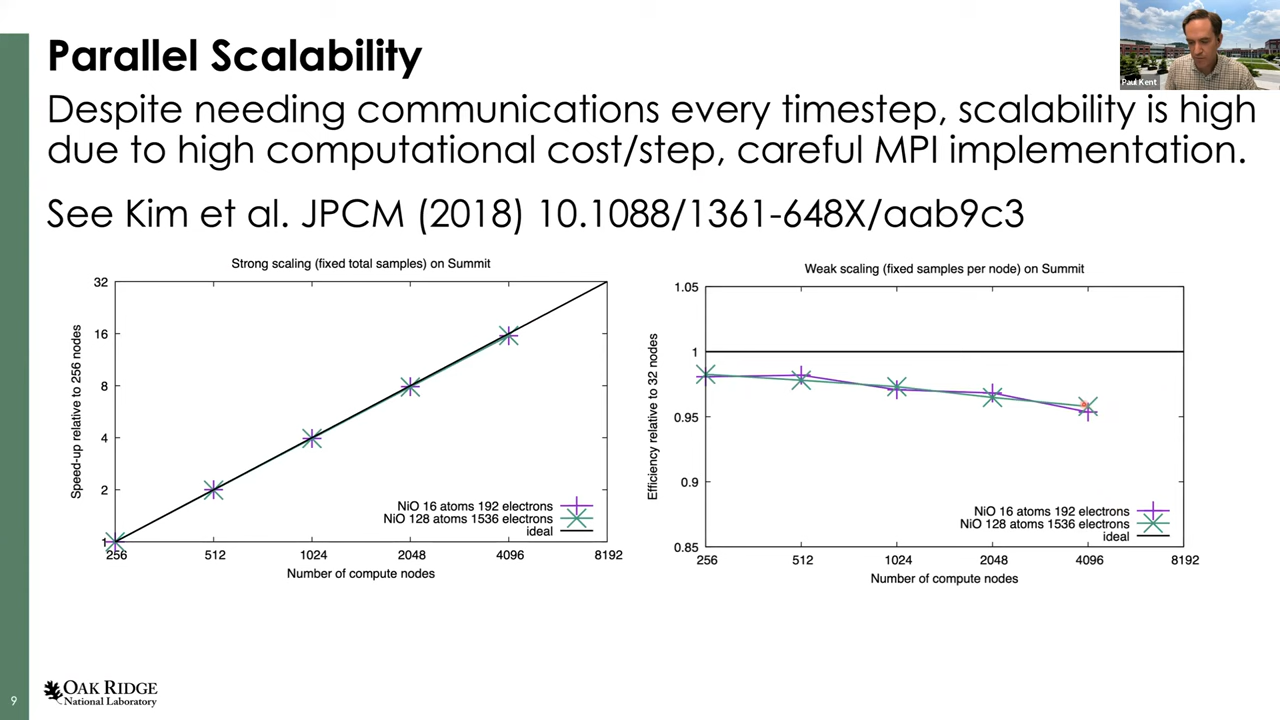 Parallel Scalability
Paul Kent
Despite needing communications every timestep, scalability is high
due to high computational cost/step, careful MPI implementation.
See Kim et al. JPCM (2018) 10.1088/1361-648X/aab9c3
Strong scaling (fixed total samples) on Summit
32
16
8
4
2
1
Speed-up relative to 256 nodes
NiO 16 atoms 192 electrons
NiO 128 atoms 1536 electrons
ideal
256 512 1024 2048 4096 8192
Number of compute nodes
Weak scaling (fixed samples per node) on Summit
1.05
1
0.95
0.9
0.85
Efficiency relative to 32 nodes
NiO 16 atoms 192 electrons
NiO 128 atoms 1536 electrons
ideal
256 512 1024 2048 4096 8192
Number of compute nodes
9
OAK RIDGE
National Laboratory